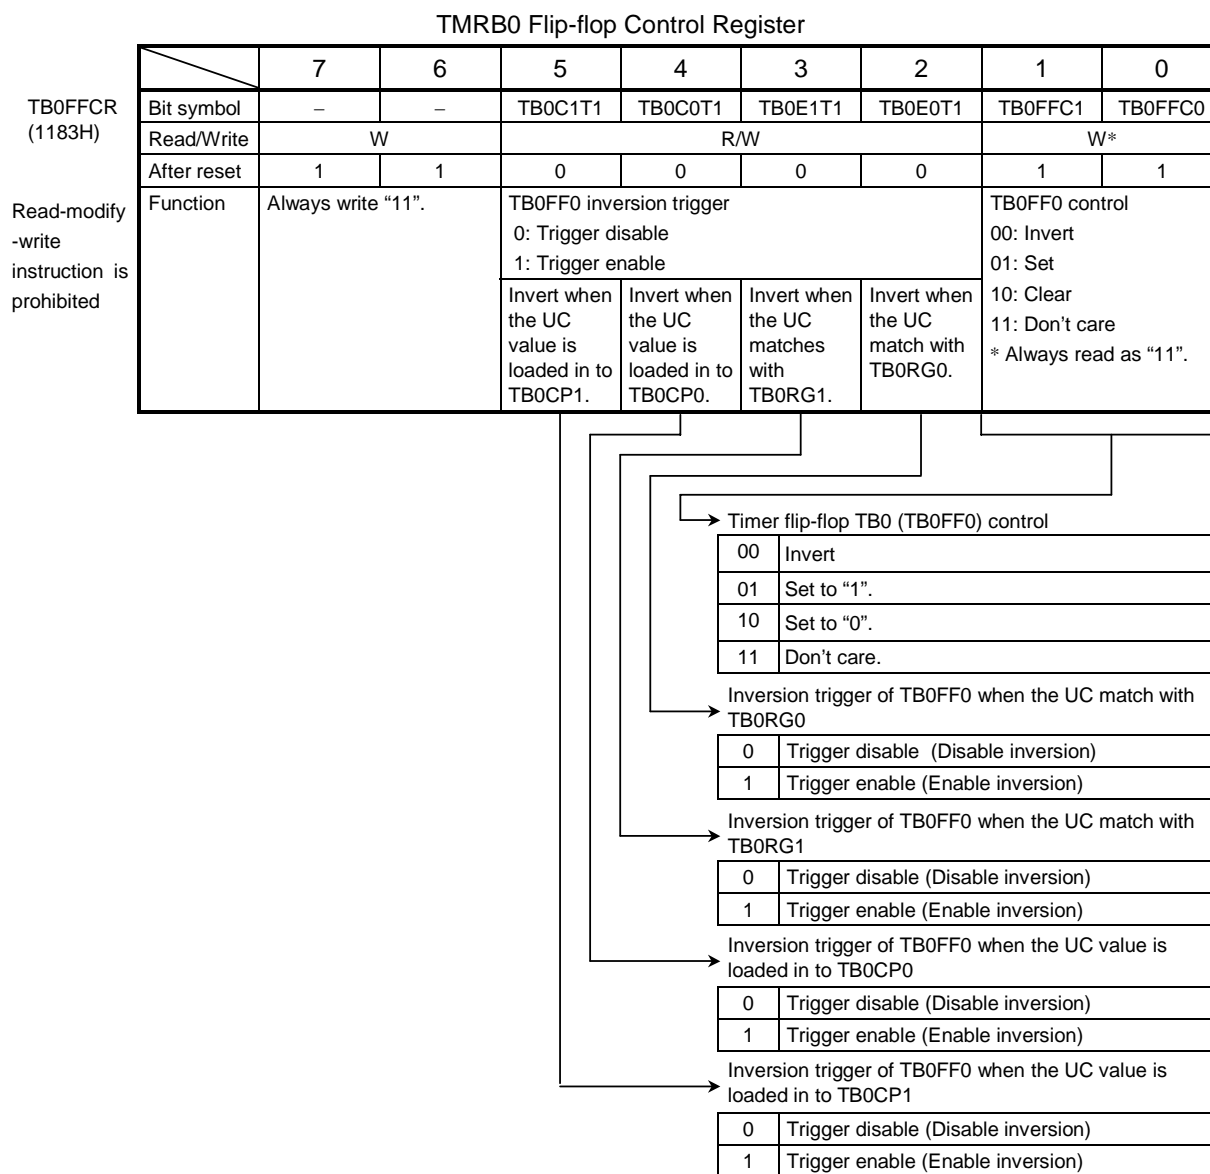 TMRB0 Flip-flop Control Register
7 6 5 4 3 2 1 0
TB0FFCR
(1183H)
Bit symbol − − TB0C1T1 TB0C0T1 TB0E1T1 TB0E0T1 TB0FFC1 TB0FFC0
Read/Write W R/W W*
After reset 1 1 0 0 0 0 1 1
Read-modify
-write
instruction is
prohibited
Function
Always write “11”.
TB0FF0 inversion trigger
0: Trigger disable
1: Trigger enable
Invert when
the UC
value is
loaded in to
TB0CP1.
Invert when
the UC
value is
loaded in to
TB0CP0.
Invert when
the UC
matches
with
TB0RG1.
Invert when
the UC
match with
TB0RG0.
TB0FF0 control
00: Invert
01: Set
10: Clear
11: Don’t care
* Always read as “11”.
Timer flip-flop TB0 (TB0FF0) control
00 Invert
01 Set to “1”.
10 Set to “0”.
11 Don’t care.
Inversion trigger of TB0FF0 when the UC match with
TB0RG0
0 Trigger disable (Disable inversion)
1 Trigger enable (Enable inversion)
Inversion trigger of TB0FF0 when the UC match with
TB0RG1
0 Trigger disable (Disable inversion)
1 Trigger enable (Enable inversion)
Inversion trigger of TB0FF0 when the UC value is
loaded in to TB0CP0
0 Trigger disable (Disable inversion)
1 Trigger enable (Enable inversion)
Inversion trigger of TB0FF0 when the UC value is
loaded in to TB0CP1
0 Trigger disable (Disable inversion)
1 Trigger enable (Enable inversion)